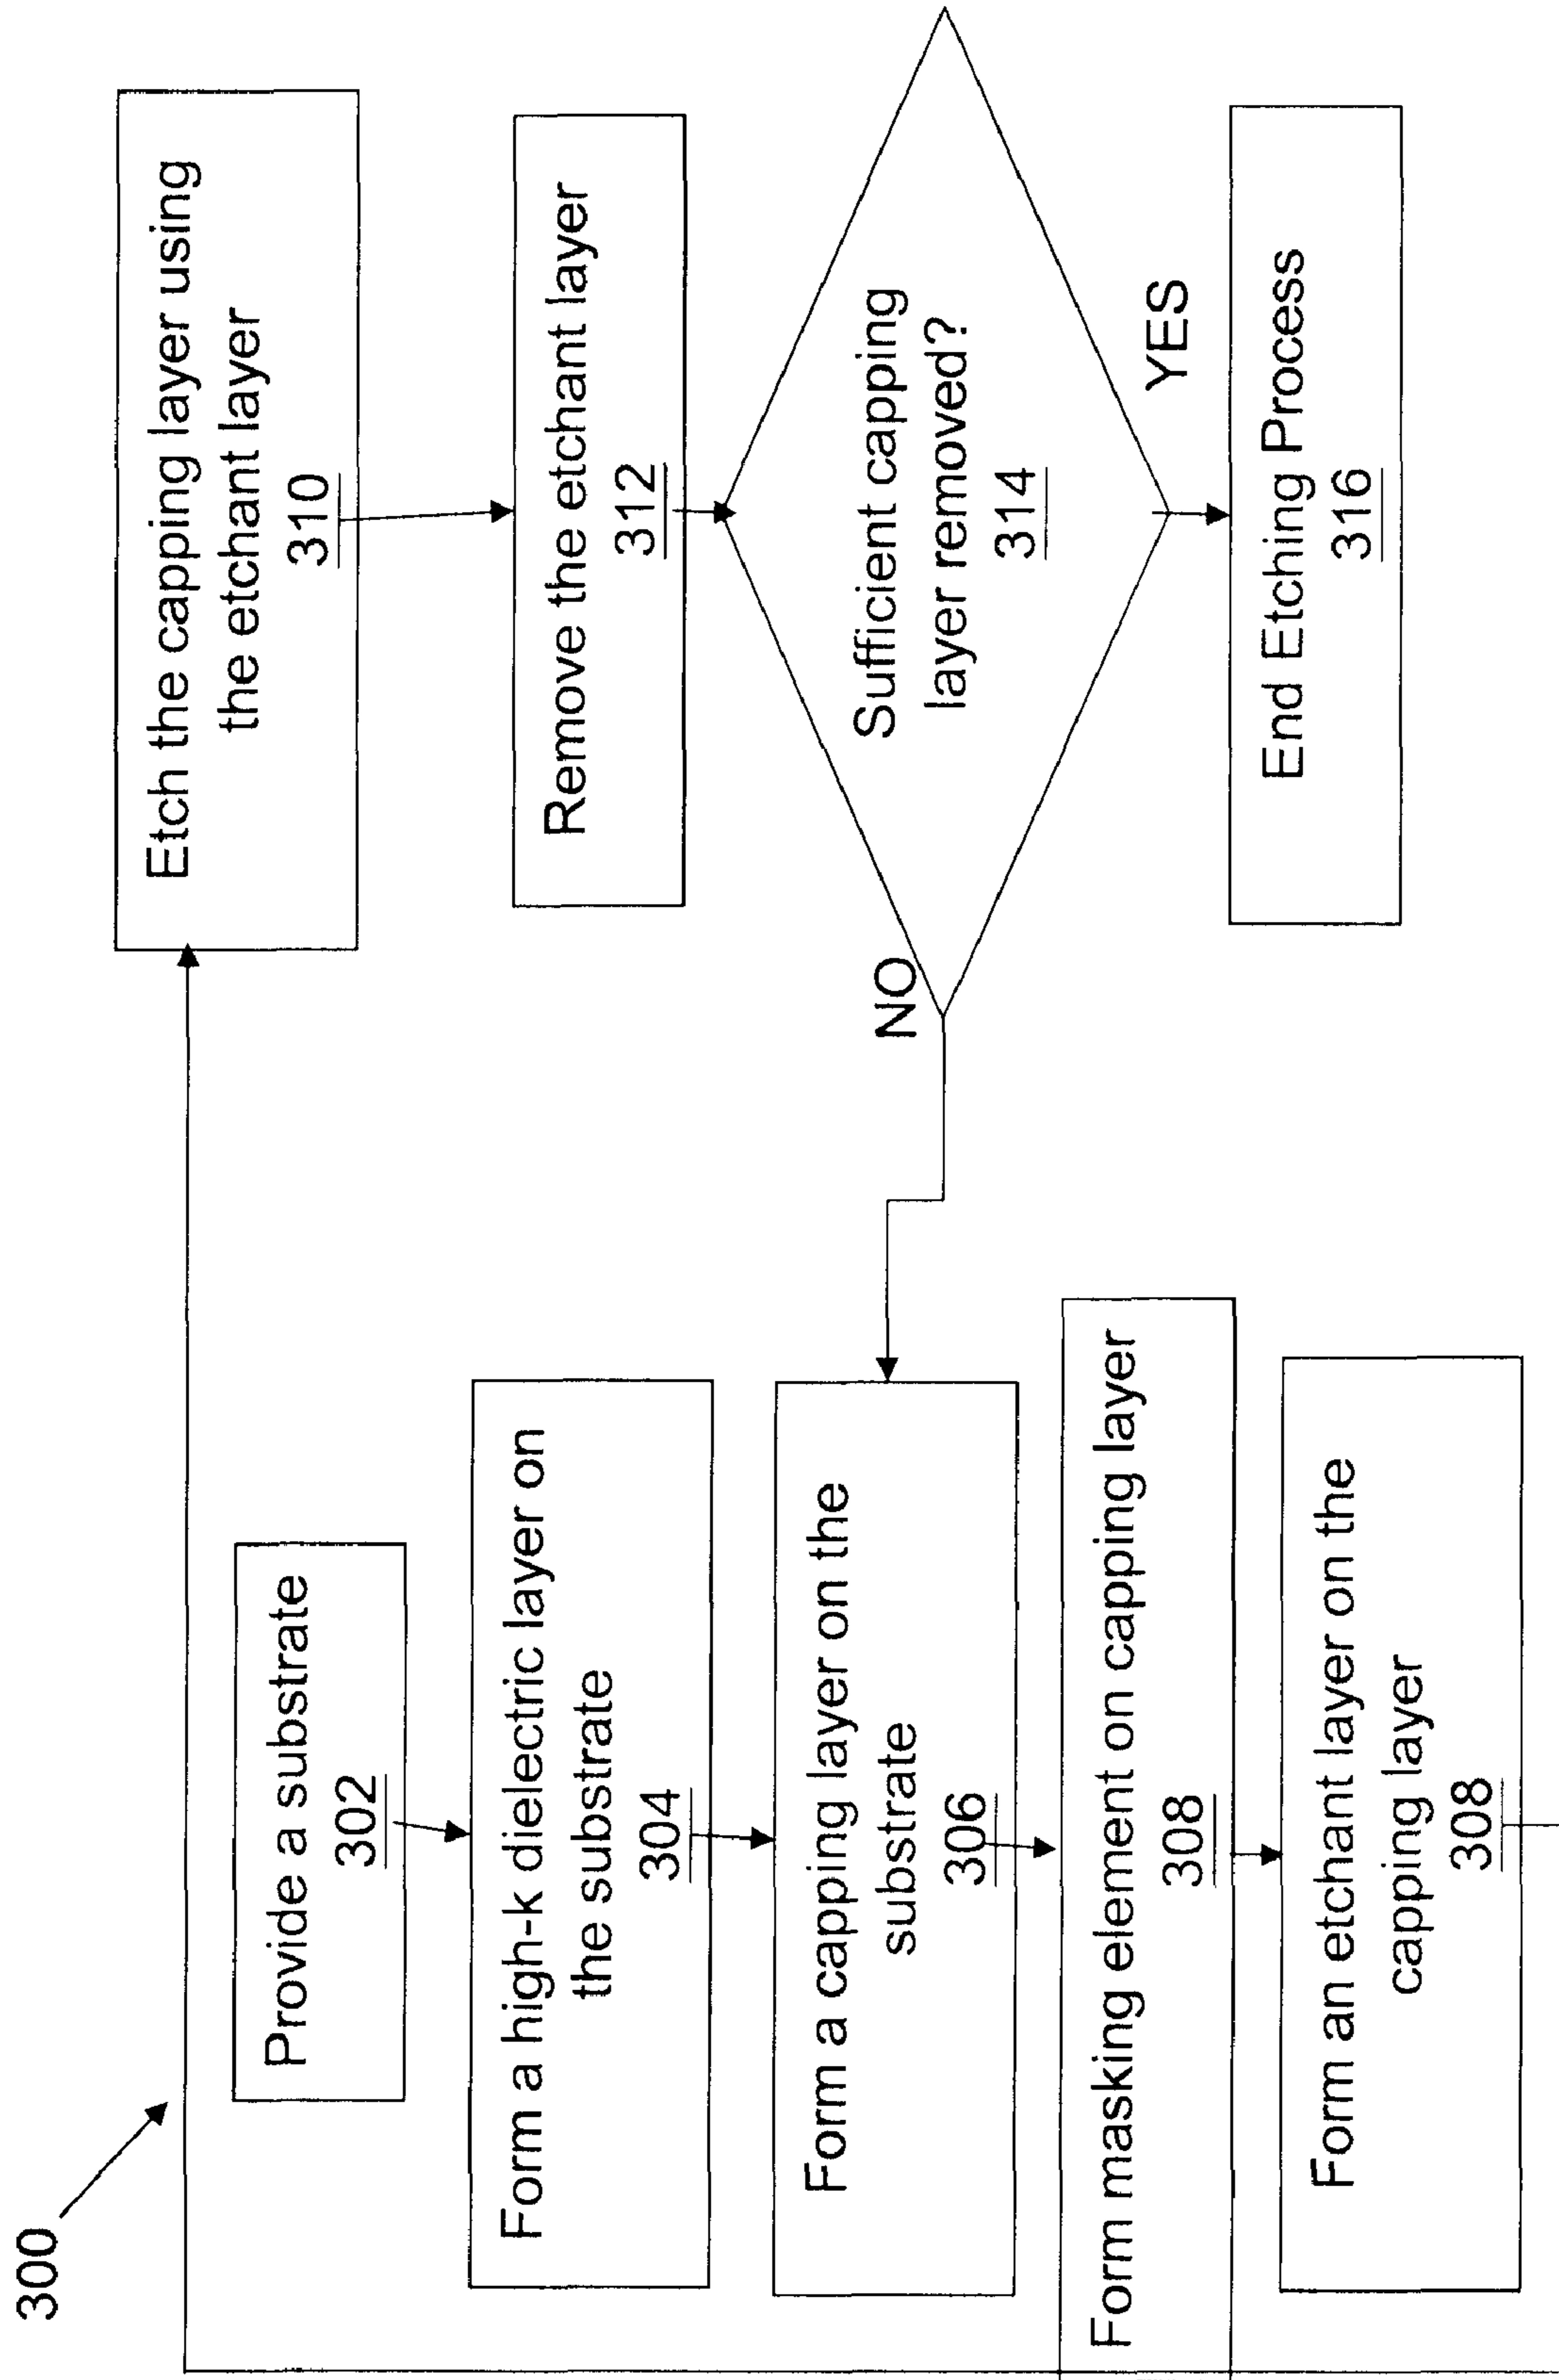 300
Provide a substrate
302
Form a high-k dielectric layer on
the substrate
304
Form a capping layer on the
substrate
306
Form masking element on capping layer
308
Form an etchant layer on the
capping layer
308
Etch the capping layer using
the etchant layer
310
Remove the etchant layer
312
Sufficient capping
layer removed?
314
NO
YES
End Etching Process
316